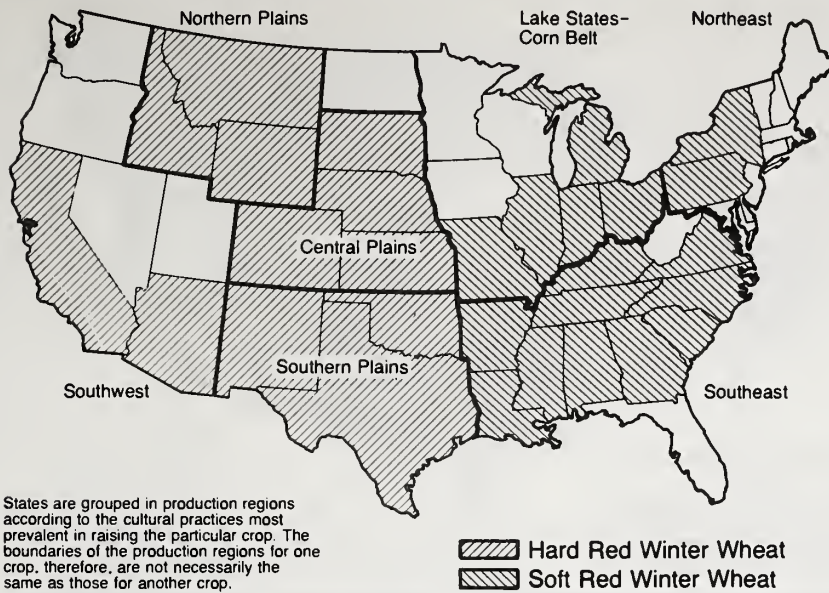 Northern Plains
Lake States–
Corn Belt
Northeast
Central Plains
Southern Plains
Southwest
Southeast
States are grouped in production regions
according to the cultural practices most
prevalent in raising the particular crop. The
boundaries of the production regions for one
crop, therefore, are not necessarily the
same as those for another crop.
Hard Red Winter Wheat
Soft Red Winter Wheat